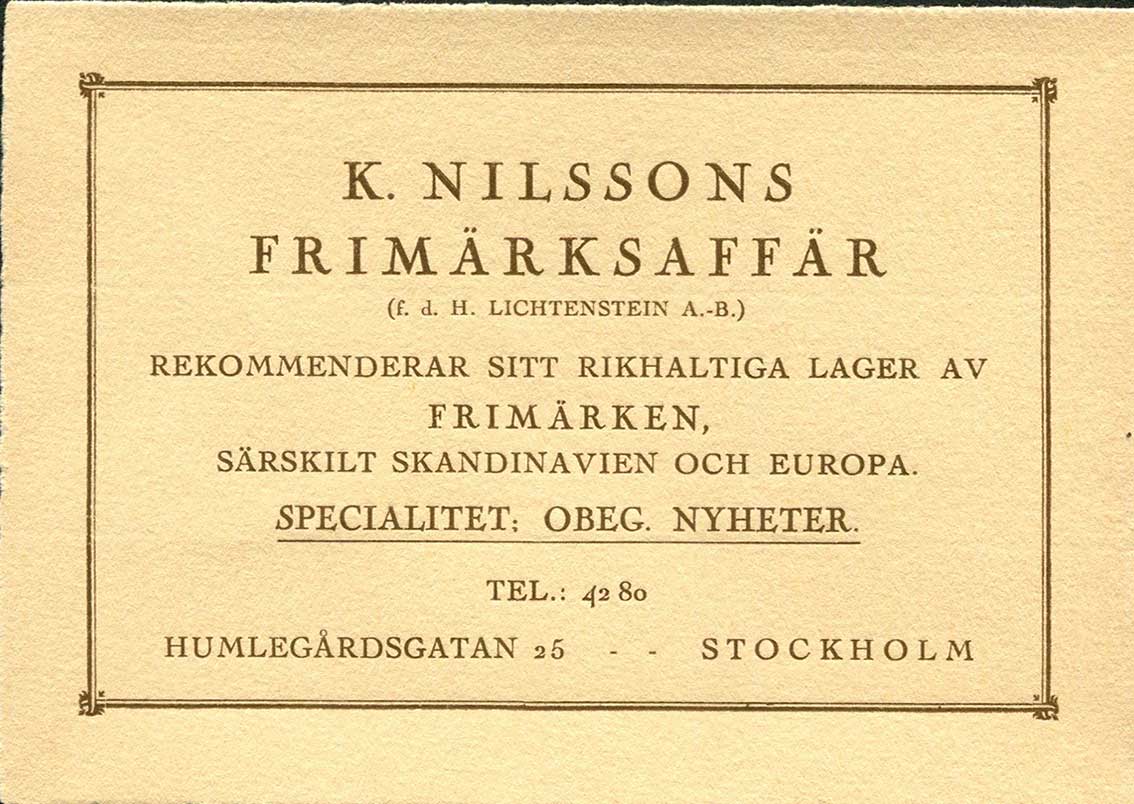 K. NILSSONS
FRIMÄRKSAFFÄR
(f. d. H. LICHTENSTEIN A.-B.)
REKOMMENDERAR SITT RIKHALTIGA LAGER AV
FRIMÄRKEN,
SÄRSKILT SKANDINAVIEN OCH EUROPA.
SPECIALITET: OBEG. NYHETER.
TEL.: 42 80
HUMLEGÅRDSGATAN 25 - - STOCKHOLM